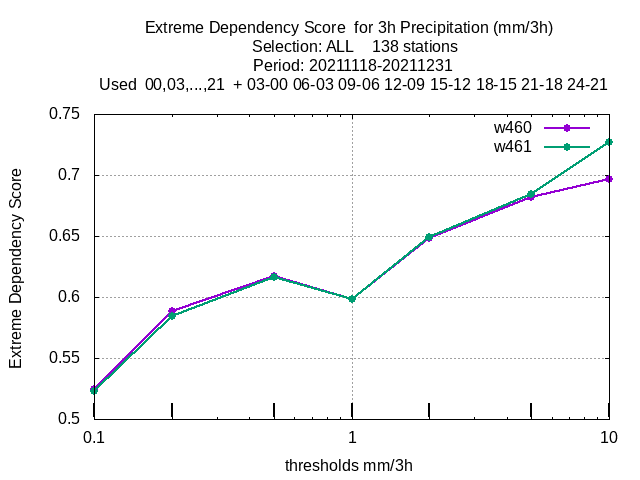 Extreme Dependency Score  for 3h Precipitation (mm/3h)
Selection: ALL    138 stations
Period: 20211118-20211231
Used  00,03,...,21  + 03-00 06-03 09-06 12-09 15-12 18-15 21-18 24-21
0.75
w460
w461
0.7
0.65
0.6
0.55
0.5
Extreme Dependency Score
0.1 1 10
thresholds mm/3h